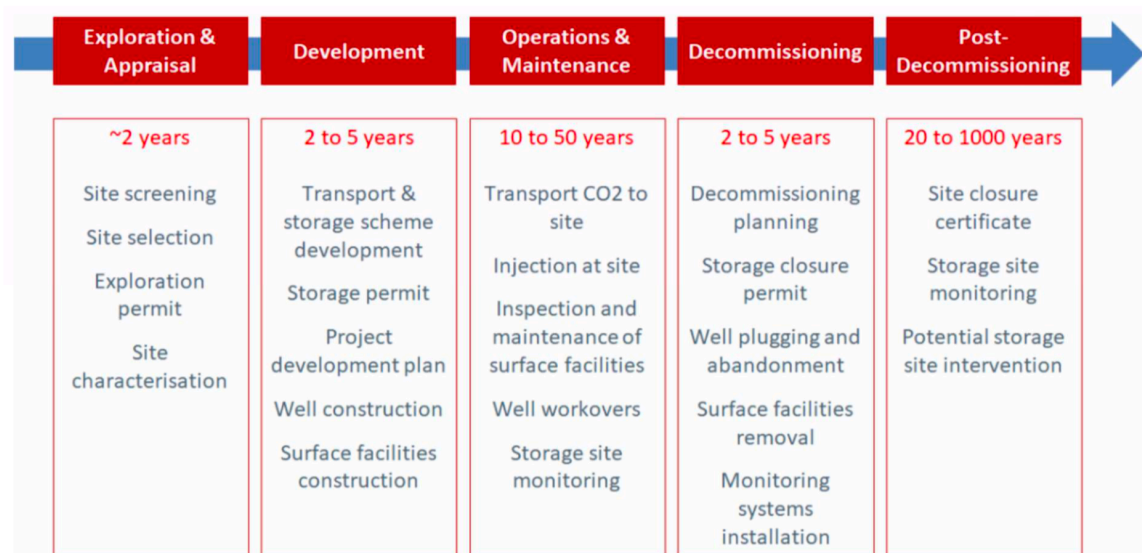 Exploration &
Appraisal
Development
Operations &
Maintenance
Decommissioning
Post-
Decommissioning
~2 years
Site screening
Site selection
Exploration
permit
Site
characterisation
2 to 5 years
Transport &
storage scheme
development
Storage permit
Project
development plan
Well construction
Surface facilities
construction
10 to 50 years
Transport CO2 to
site
Injection at site
Inspection and
maintenance of
surface facilities
Well workovers
Storage site
monitoring
2 to 5 years
Decommissioning
planning
Storage closure
permit
Well plugging and
abandonment
Surface facilities
removal
Monitoring
systems
installation
20 to 1000 years
Site closure
certificate
Storage site
monitoring
Potential storage
site intervention